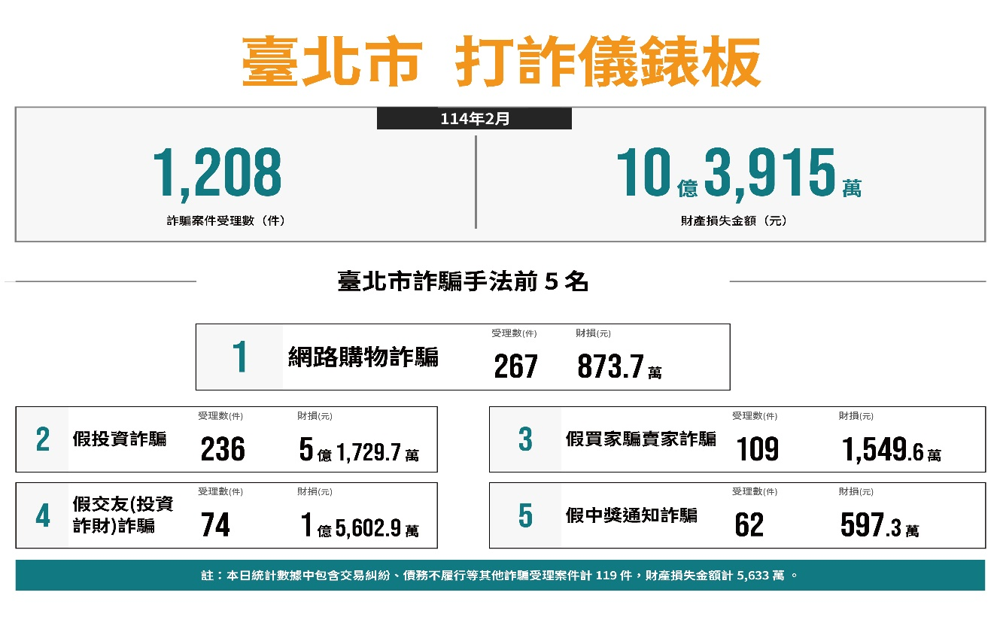 臺北市 打詐儀錶板
114年2月
1,208
詐騙案件受理數（件）
10億3,915萬
財產損失金額（元）
臺北市詐騙手法前 5 名
1
網路購物詐騙
受理數(件)
267
財損(元)
873.7 萬
2
假投資詐騙
受理數(件)
236
財損(元)
5 億 1,729.7 萬
3
假買家騙賣家詐騙
受理數(件)
109
財損(元)
1,549.6 萬
4
假交友(投資
詐財)詐騙
受理數(件)
74
財損(元)
1 億 5,602.9 萬
5
假中獎通知詐騙
受理數(件)
62
財損(元)
597.3 萬
註：本日統計數據中包含交易糾紛、債務不履行等其他詐騙受理案件計 119 件，財產損失金額計 5,633 萬 。